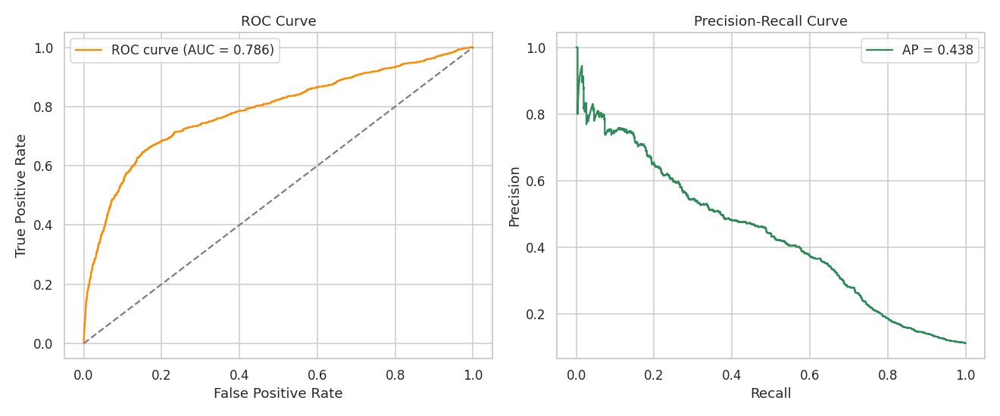 ROC Curve
ROC curve (AUC = 0.786)
True Positive Rate
1.0
0.8
0.6
0.4
0.2
0.0
0.0 0.2 0.4 0.6 0.8 1.0
False Positive Rate
Precision-Recall Curve
AP = 0.438
Precision
1.0
0.8
0.6
0.4
0.2
0.0 0.2 0.4 0.6 0.8 1.0
Recall